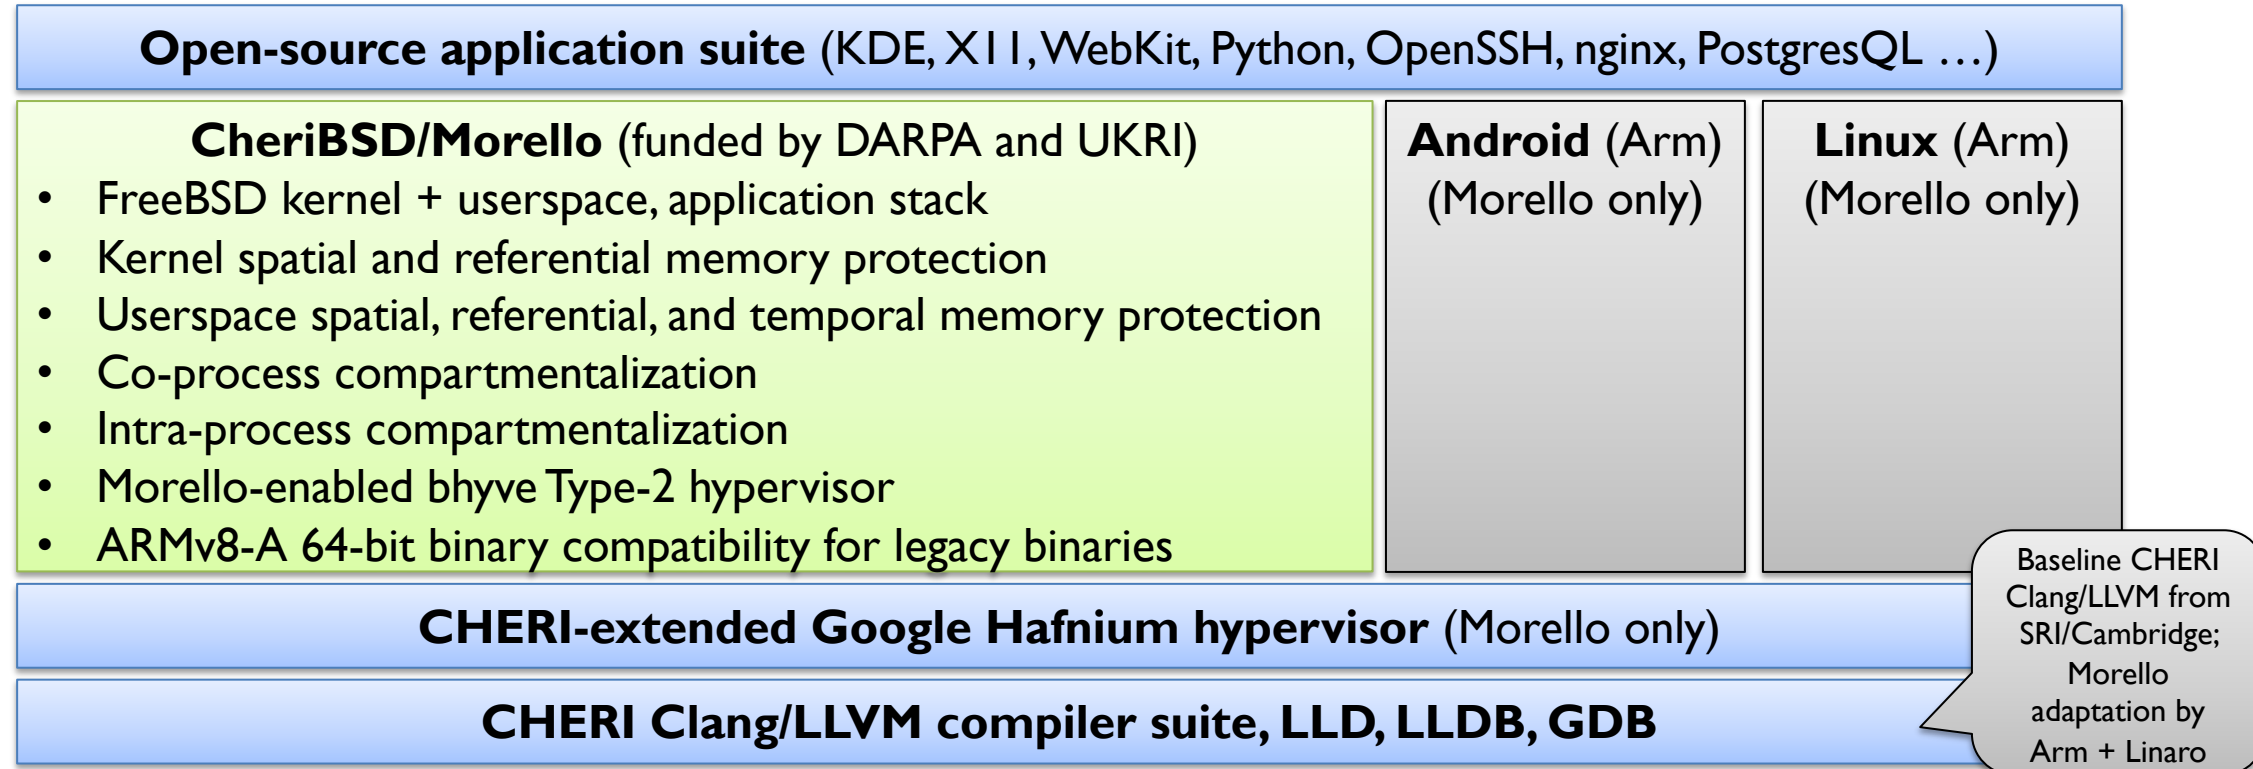 Open-source application suite (KDE, X11, WebKit, Python, OpenSSH, nginx, PostgresQL …)
CheriBSD/Morello (funded by DARPA and UKRI)
• FreeBSD kernel + userspace, application stack
• Kernel spatial and referential memory protection
• Userspace spatial, referential, and temporal memory protection
• Co-process compartmentalization
• Intra-process compartmentalization
• Morello-enabled bhyve Type-2 hypervisor
• ARMv8-A 64-bit binary compatibility for legacy binaries
Android (Arm)
(Morello only)
Linux (Arm)
(Morello only)
CHERI-extended Google Hafnium hypervisor (Morello only)
CHERI Clang/LLVM compiler suite, LLD, LLDB, GDB
Baseline CHERI
Clang/LLVM from
SRI/Cambridge;
Morello
adaptation by
Arm + Linaro